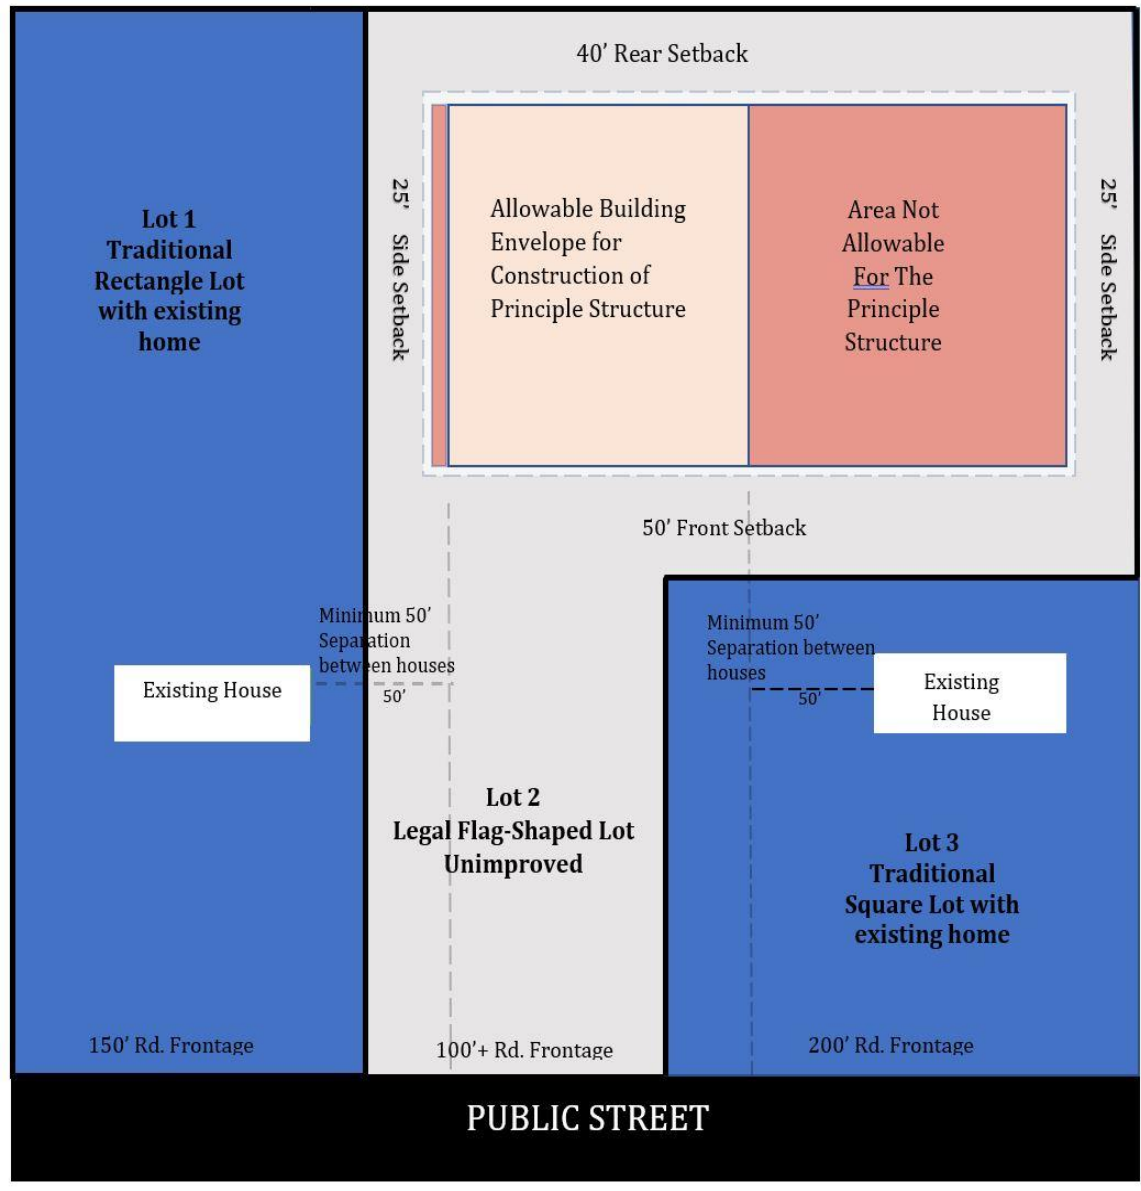 40’ Rear Setback
Lot 1
Traditional
Rectangle Lot
with existing
home
25’ Side Setback
Allowable Building
Envelope for
Construction of
Principle Structure
Area Not
Allowable
For The
Principle
Structure
25’ Side Setback
50’ Front Setback
Minimum 50’
Separation
between houses
50’
Existing House
Minimum 50’
Separation between
houses
50’
Existing
House
Lot 2
Legal Flag-Shaped Lot
Unimproved
Lot 3
Traditional
Square Lot with
existing home
150’ Rd. Frontage
100’+ Rd. Frontage
200’ Rd. Frontage
PUBLIC STREET